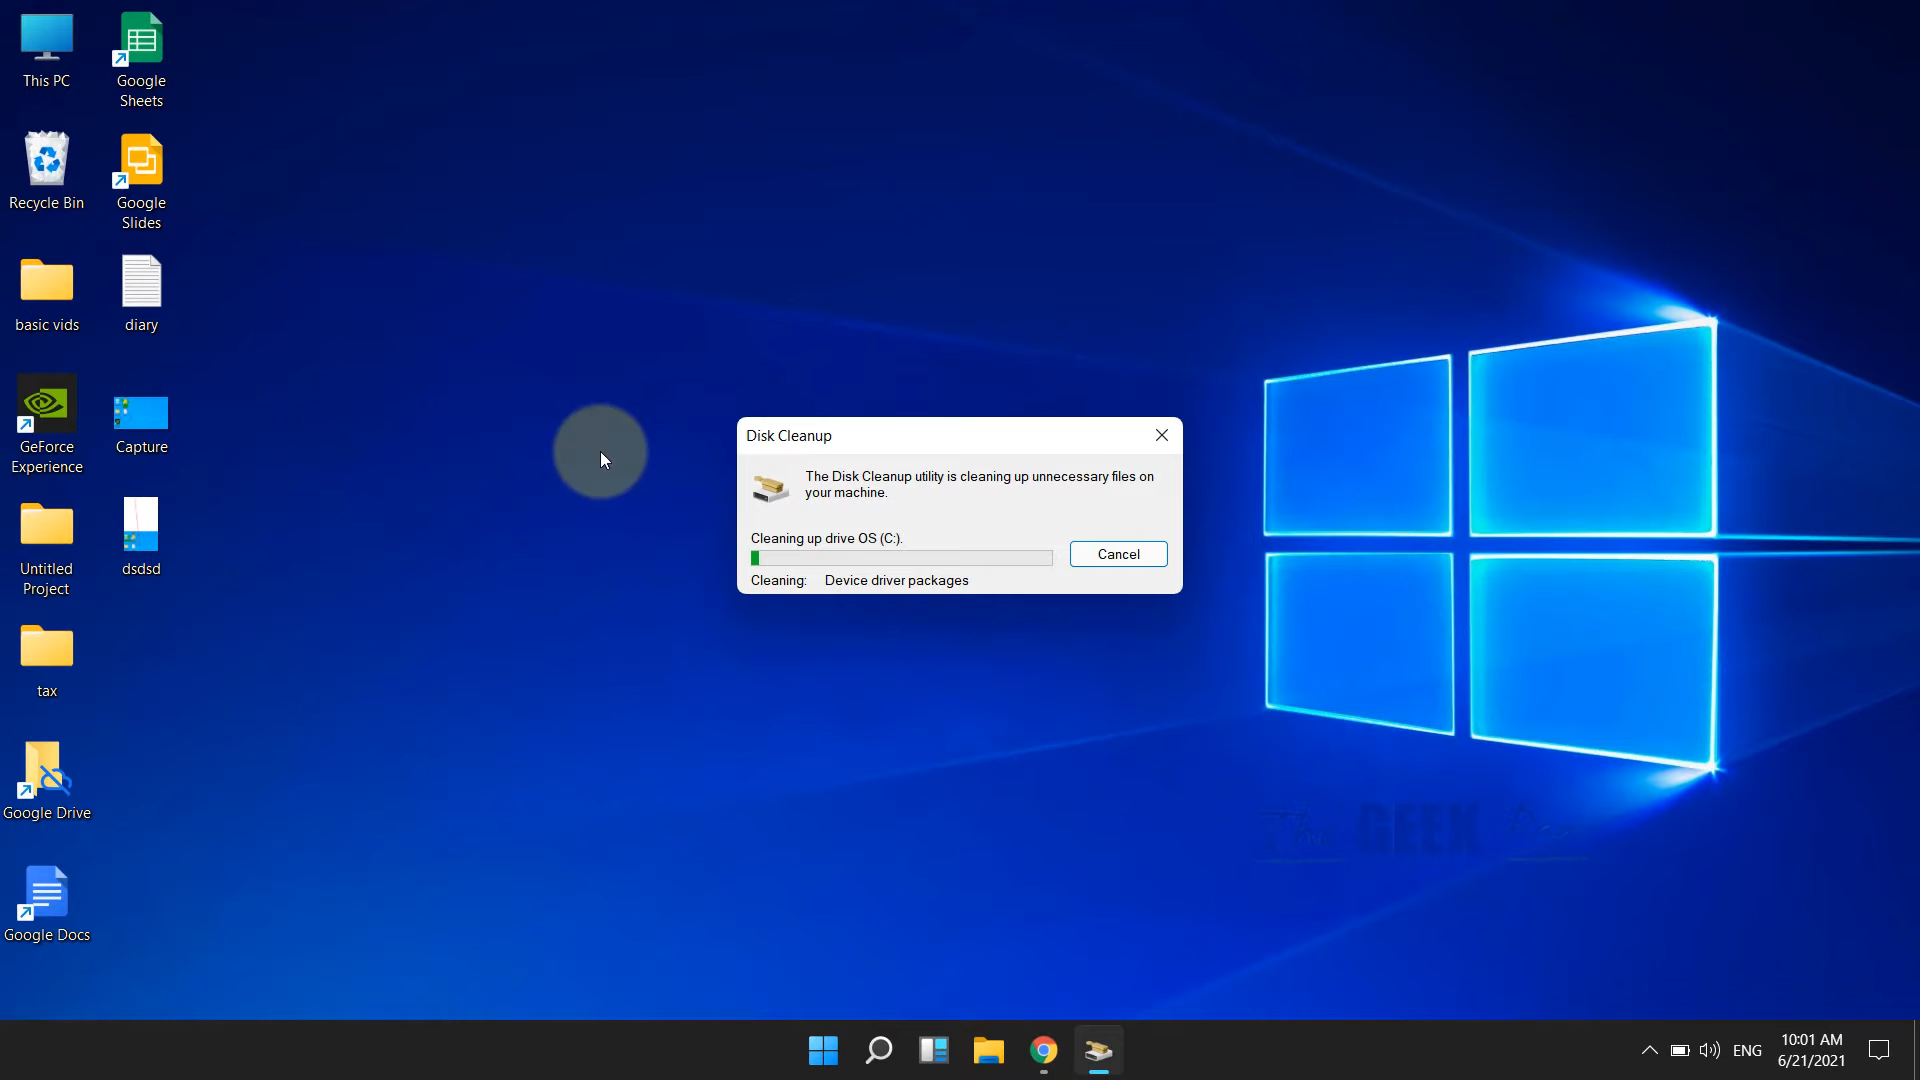 This PC
Google
Sheets
Recycle Bin
Google
Slides
basic vids
diary
GeForce
Experience
Capture
Untitled
Project
dsdsd
tax
Google Drive
Google Docs
Disk Cleanup
The Disk Cleanup utility is cleaning up unnecessary files on
your machine.
Cleaning up drive OS (C:).
Cancel
Cleaning: Device driver packages
The GEEK
ENG
10:01 AM
6/21/2021